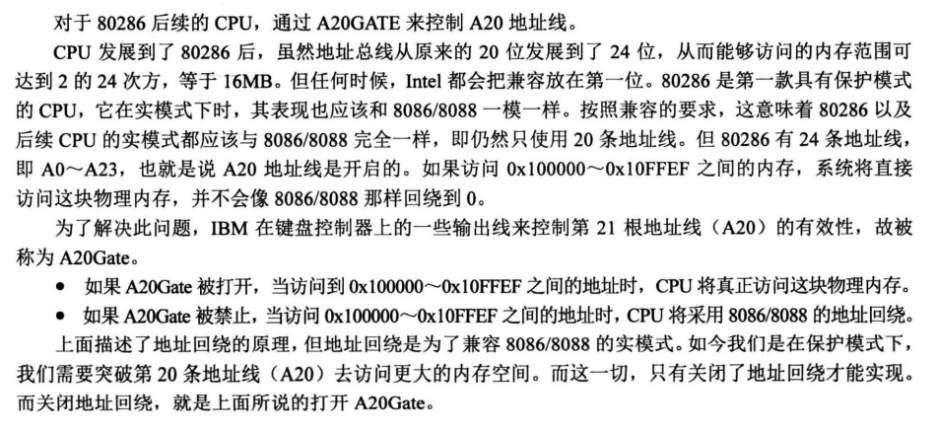 对于 80286 后续的 CPU，通过 A20GATE 来控制 A20 地址线。
CPU 发展到了 80286 后，虽然地址总线从原来的 20 位发展到了 24 位，从而能够访问的内存范围可
达到 2 的 24 次方，等于 16MB。但任何时候，Intel 都会把兼容放在第一位。80286 是第一款具有保护模式
的 CPU，它在实模式下时，其表现也应该和 8086/8088 一模一样。按照兼容的要求，这意味着 80286 以及
后续 CPU 的实模式都应该与 8086/8088 完全一样，即仍然只使用 20 条地址线。但 80286 有 24 条地址线，
即 A0～A23，也就是说 A20 地址线是开启的。如果访问 0x100000～0x10FFEF 之间的内存，系统将直接
访问这块物理内存，并不会像 8086/8088 那样回绕到 0。
为了解决此问题，IBM 在键盘控制器上的一些输出线来控制第 21 根地址线（A20）的有效性，故被
称为 A20Gate。
● 如果 A20Gate 被打开，当访问到 0x100000～0x10FFEF 之间的地址时，CPU 将真正访问这块物理内存。
● 如果 A20Gate 被禁止，当访问 0x100000～0x10FFEF 之间的地址时，CPU 将采用 8086/8088 的地址回绕。
上面描述了地址回绕的原理，但地址回绕是为了兼容 8086/8088 的实模式。如今我们是在保护模式下，
我们需要突破第 20 条地址线（A20）去访问更大的内存空间。而这一切，只有关闭了地址回绕才能实现。
而关闭地址回绕，就是上面所说的打开 A20Gate。